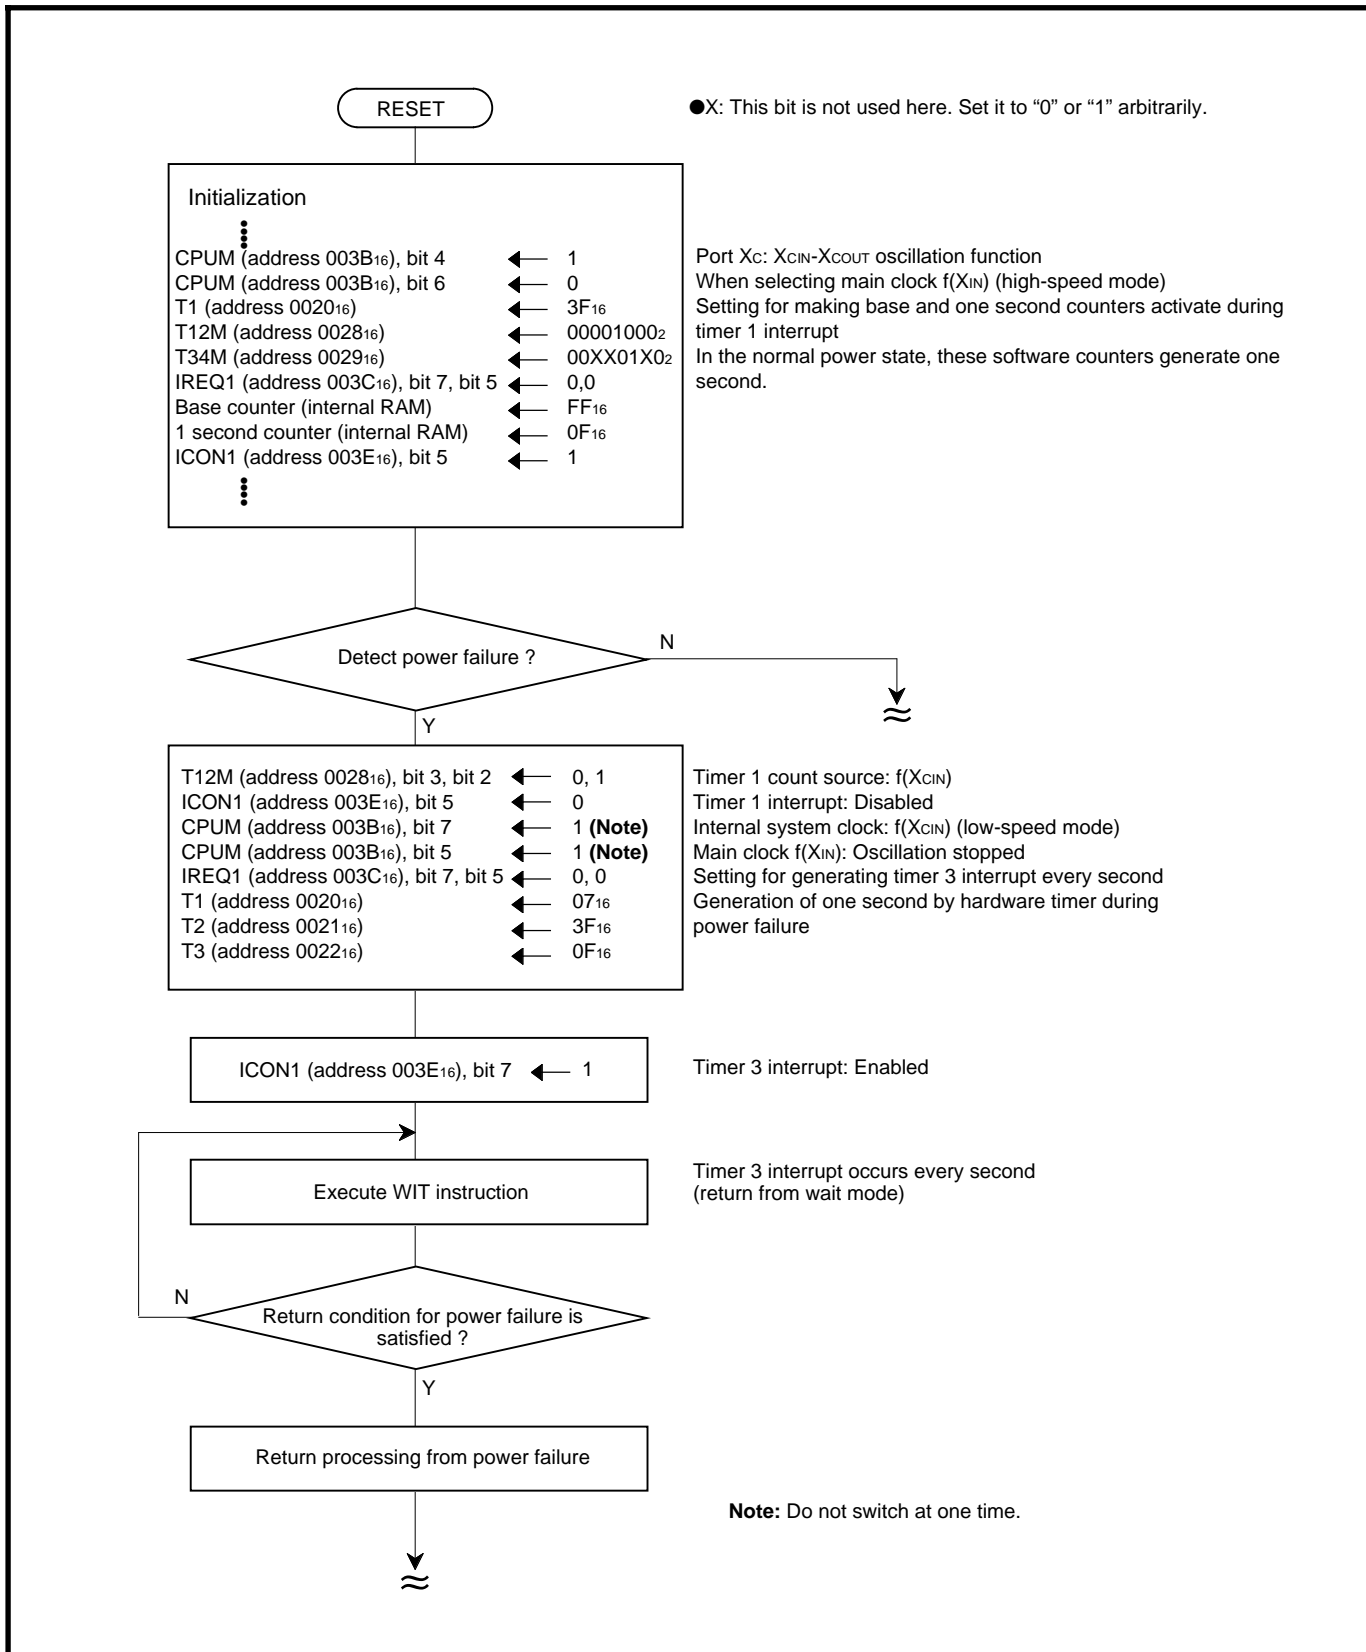 RESET
●X: This bit is not used here. Set it to “0” or “1” arbitrarily.
Initialization
CPUM (address 003B16), bit 4 ← 1
Port XC: XCIN-XCOUT oscillation function
CPUM (address 003B16), bit 6 ← 0
When selecting main clock f(XIN) (high-speed mode)
T1 (address 002016) ← 3F16
Setting for making base and one second counters activate during
timer 1 interrupt
T12M (address 002816) ← 000010002
T34M (address 002916) ← 00XX01X02
In the normal power state, these software counters generate one
second.
IREQ1 (address 003C16), bit 7, bit 5 ← 0,0
Base counter (internal RAM) ← FF16
1 second counter (internal RAM) ← 0F16
ICON1 (address 003E16), bit 5 ← 1
Detect power failure ?
N
≈
Y
T12M (address 002816), bit 3, bit 2 ← 0, 1
Timer 1 count source: f(XCIN)
ICON1 (address 003E16), bit 5 ← 0
Timer 1 interrupt: Disabled
CPUM (address 003B16), bit 7 ← 1 (Note)
Internal system clock: f(XCIN) (low-speed mode)
CPUM (address 003B16), bit 5 ← 1 (Note)
Main clock f(XIN): Oscillation stopped
IREQ1 (address 003C16), bit 7, bit 5 ← 0, 0
Setting for generating timer 3 interrupt every second
T1 (address 002016) ← 0716
Generation of one second by hardware timer during
power failure
T2 (address 002116) ← 3F16
T3 (address 002216) ← 0F16
ICON1 (address 003E16), bit 7 ← 1
Timer 3 interrupt: Enabled
Execute WIT instruction
Timer 3 interrupt occurs every second
(return from wait mode)
N
Return condition for power failure is
satisfied ?
Y
Return processing from power failure
Note: Do not switch at one time.
≈